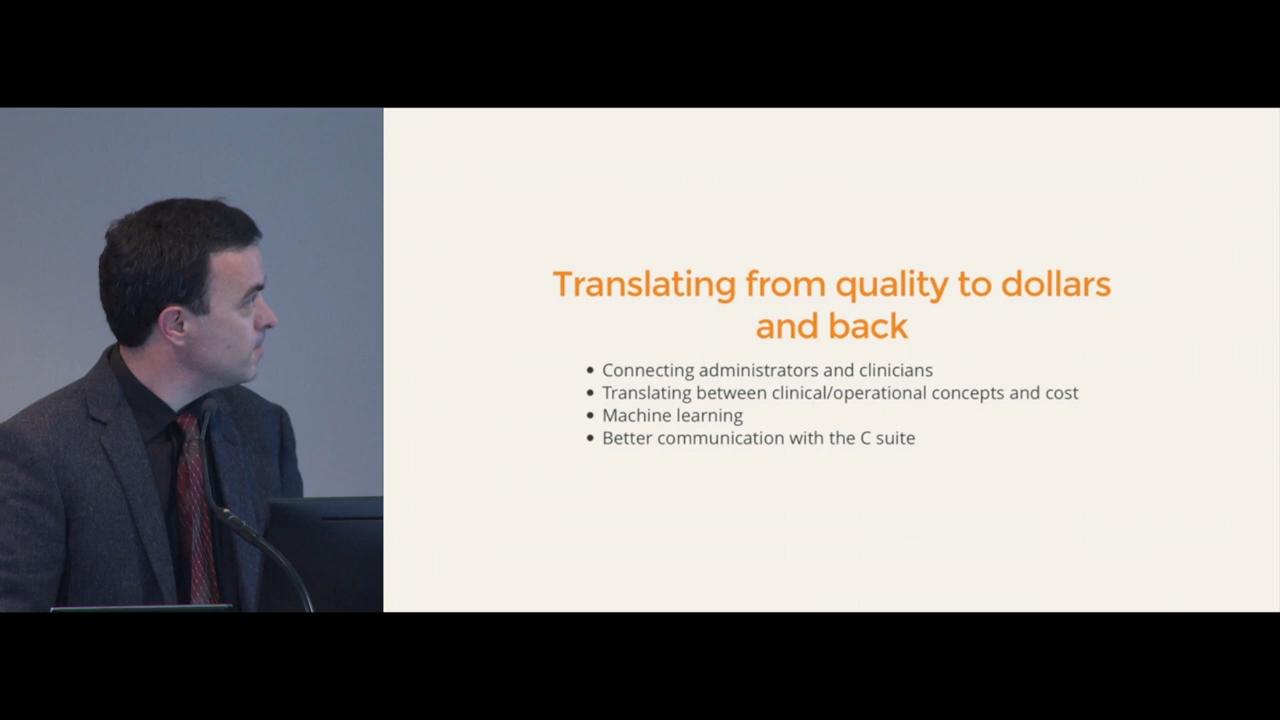 Translating from quality to dollars
and back
• Connecting administrators and clinicians
• Translating between clinical/operational concepts and cost
• Machine learning
• Better communication with the C suite